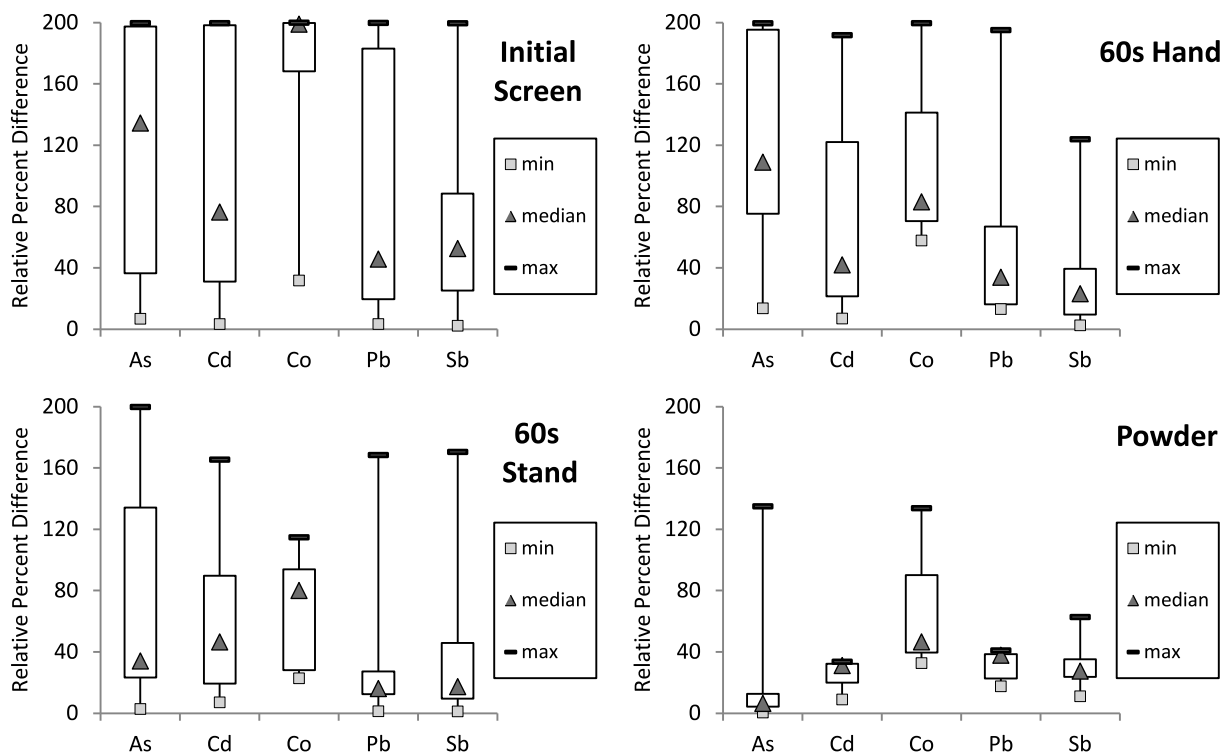 Relative Percent Difference
200
160
120
80
40
0
As Cd Co Pb Sb
Initial
Screen
min
median
max
Relative Percent Difference
200
160
120
80
40
0
As Cd Co Pb Sb
60s Hand
min
median
max
Relative Percent Difference
200
160
120
80
40
0
As Cd Co Pb Sb
60s
Stand
min
median
max
Relative Percent Difference
200
160
120
80
40
0
As Cd Co Pb Sb
Powder
min
median
max